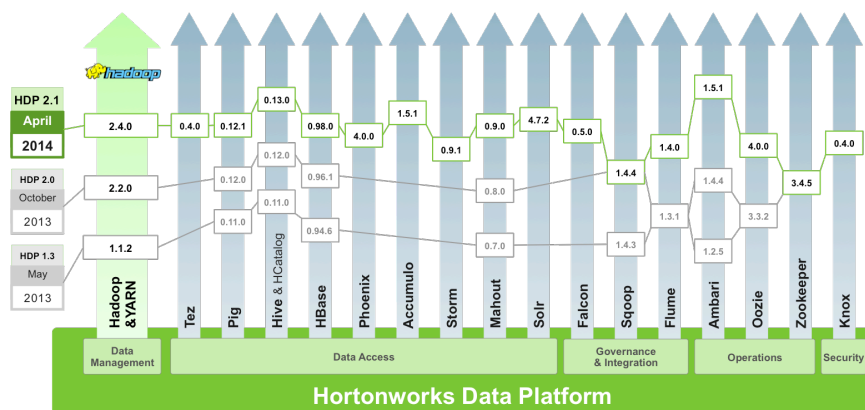 hadoop
HDP 2.1
April
2014
2.4.0
0.4.0
0.12.1
0.13.0
0.98.0
4.0.0
1.5.1
0.9.1
0.9.0
4.7.2
0.5.0
1.4.4
1.4.0
1.5.1
4.0.0
3.4.5
0.4.0
HDP 2.0
October
2013
2.2.0
0.12.0
0.12.0
0.96.1
0.8.0
1.3.1
1.4.4
3.3.2
HDP 1.3
May
2013
1.1.2
0.11.0
0.11.0
0.94.6
0.7.0
1.4.3
1.2.5
Hadoop
&YARN
Tez
Pig
Hive & HCatalog
HBase
Phoenix
Accumulo
Storm
Mahout
Solr
Falcon
Sqoop
Flume
Ambari
Oozie
Zookeeper
Knox
Data
Management
Data Access
Governance
& Integration
Operations
Security
Hortonworks Data Platform